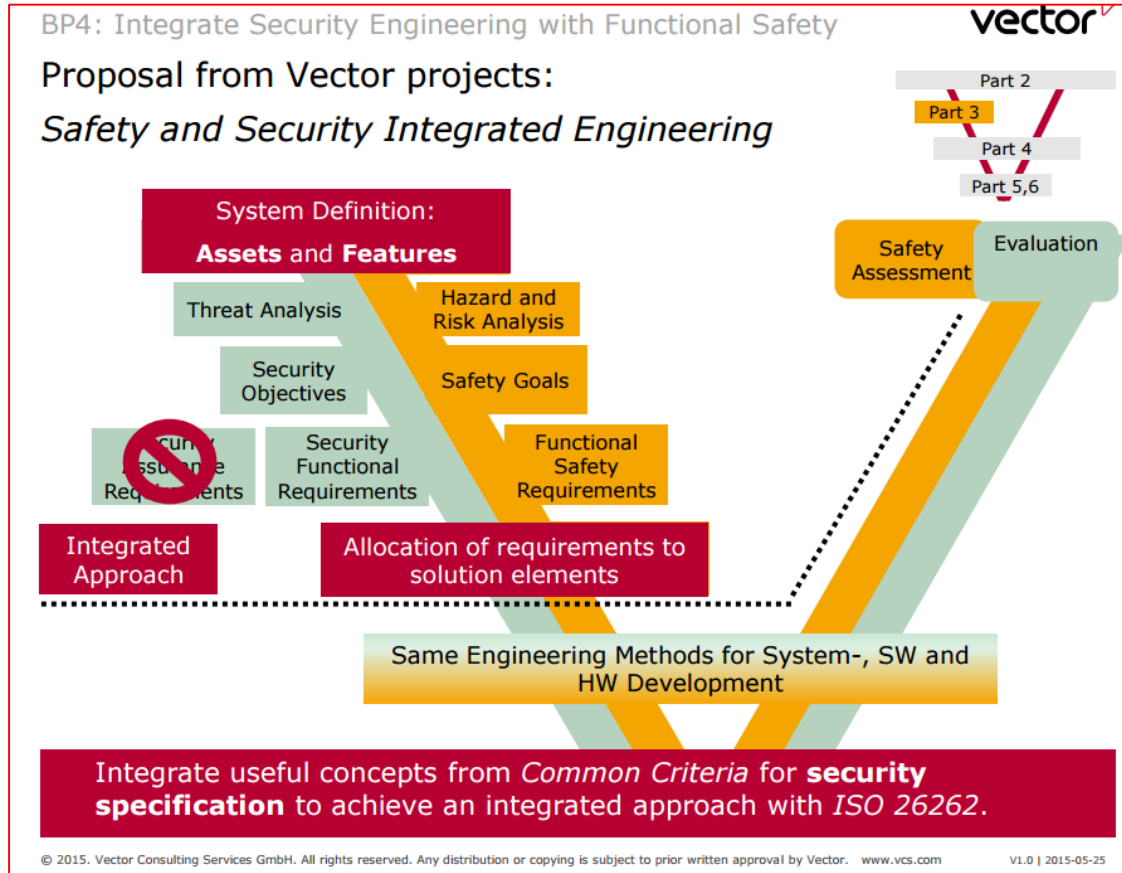 BP4: Integrate Security Engineering with Functional Safety
vector
Proposal from Vector projects:
Safety and Security Integrated Engineering
Part 2
Part 3
Part 4
Part 5,6
System Definition:
Assets and Features
Threat Analysis
Hazard and
Risk Analysis
Security
Objectives
Safety Goals
Security
Assurance
Requirements
Security
Functional
Requirements
Functional
Safety
Requirements
Integrated
Approach
Allocation of requirements to
solution elements
Safety
Assessment
Evaluation
Same Engineering Methods for System-, SW and
HW Development
Integrate useful concepts from Common Criteria for security
specification to achieve an integrated approach with ISO 26262.
© 2015. Vector Consulting Services GmbH. All rights reserved. Any distribution or copying is subject to prior written approval by Vector. www.vcs.com
V1.0 | 2015-05-25